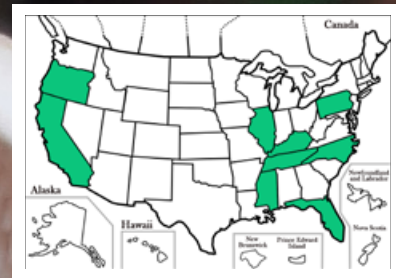 Canada
Alaska
Hawaii
New
Brunswick
Prince Edward
Island
Newfoundland
and Labrador
Nova Scotia